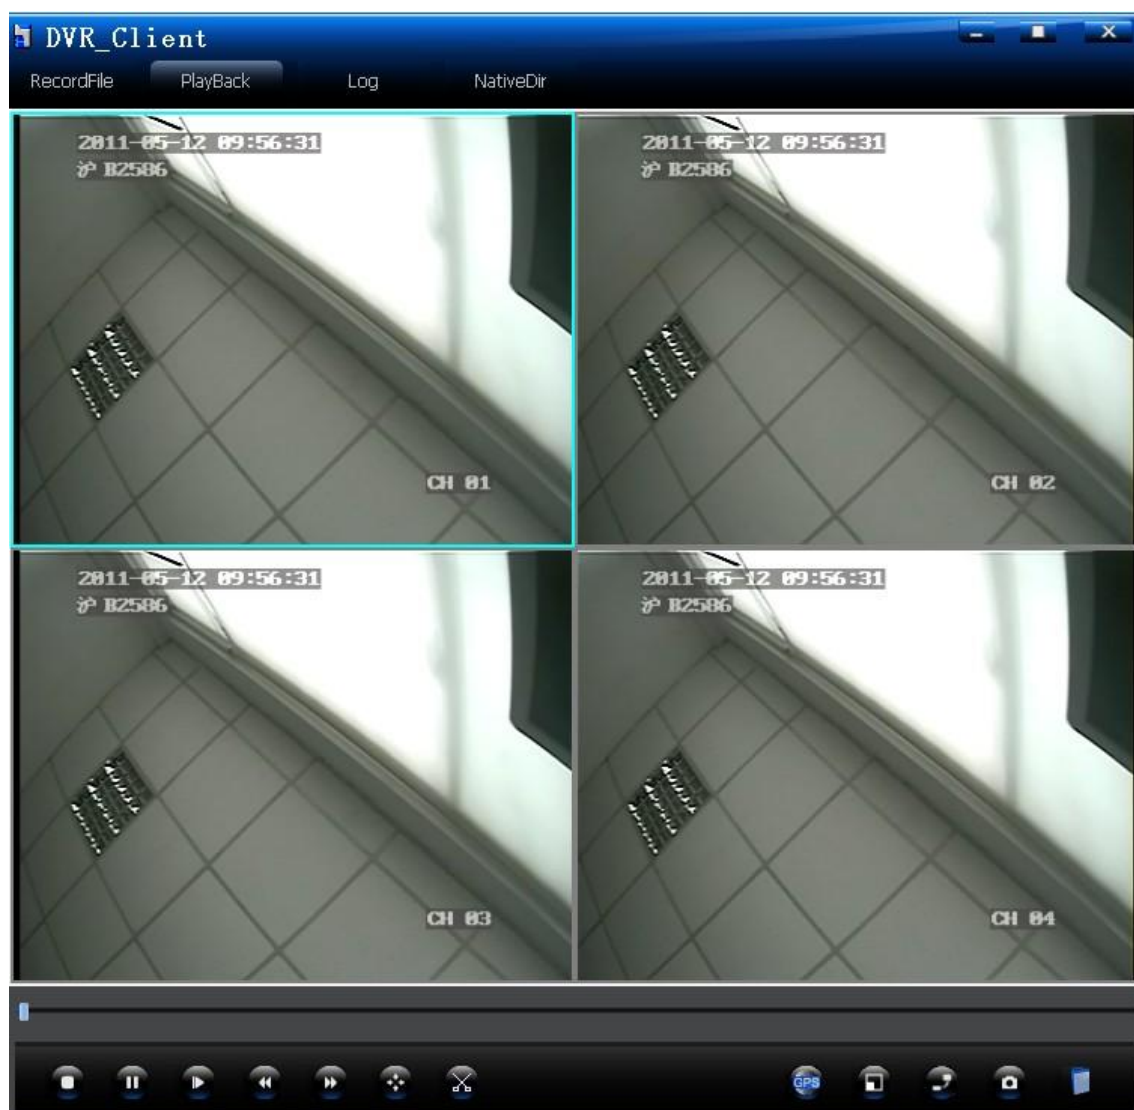 DVR_Client
RecordFile PlayBack Log NativeDir
2011-05-12 09:56:31
沪 B2586
CH 01
2011-05-12 09:56:31
沪 B2586
CH 02
2011-05-12 09:56:31
沪 B2586
CH 03
2011-05-12 09:56:31
沪 B2586
CH 04
GPS